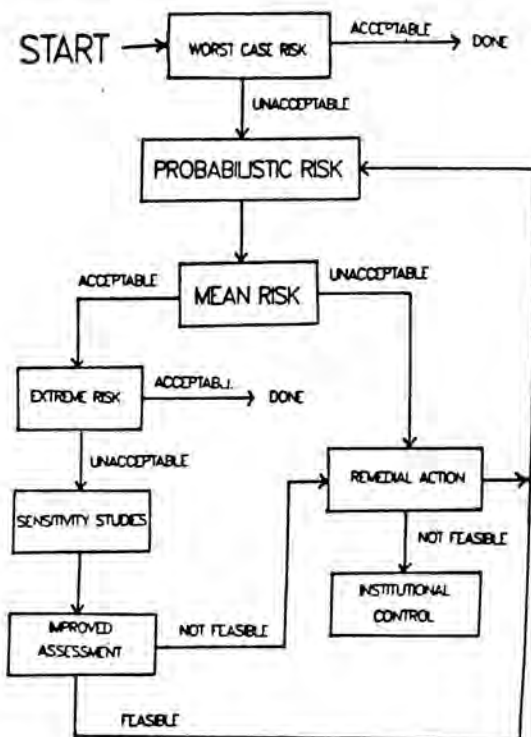 START
WORST CASE RISK
ACCEPTABLE
DONE
UNACCEPTABLE
PROBABILISTIC RISK
ACCEPTABLE
UNACCEPTABLE
MEAN RISK
EXTREME RISK
ACCEPTABL.
DONE
UNACCEPTABLE
REMEDIAL ACTION
SENSITIVITY STUDIES
NOT FEASIBLE
INSTITUTIONAL
CONTROL
IMPROVED
ASSESSMENT
NOT FEASIBLE
FEASIBLE